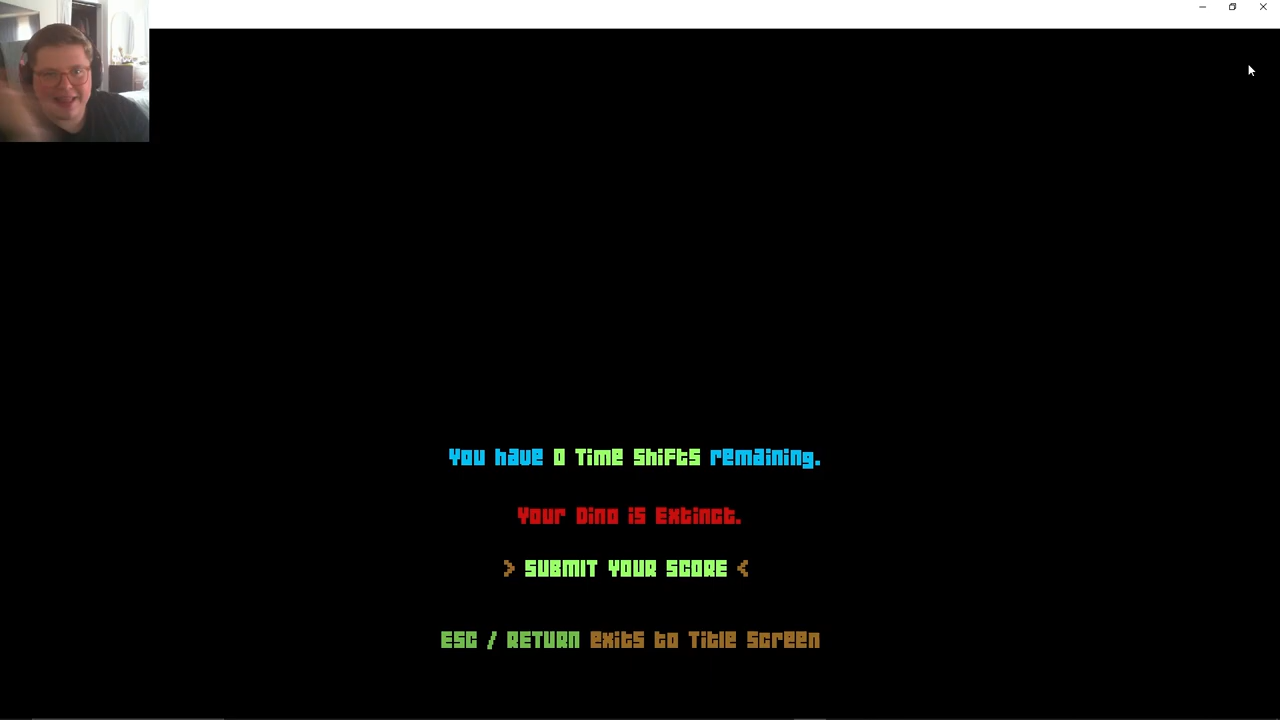 You have 0 Time Shifts remaining.
Your Dino is Extinct.
> SUBMIT YOUR SCORE <
ESC / RETURN exits to Title Screen